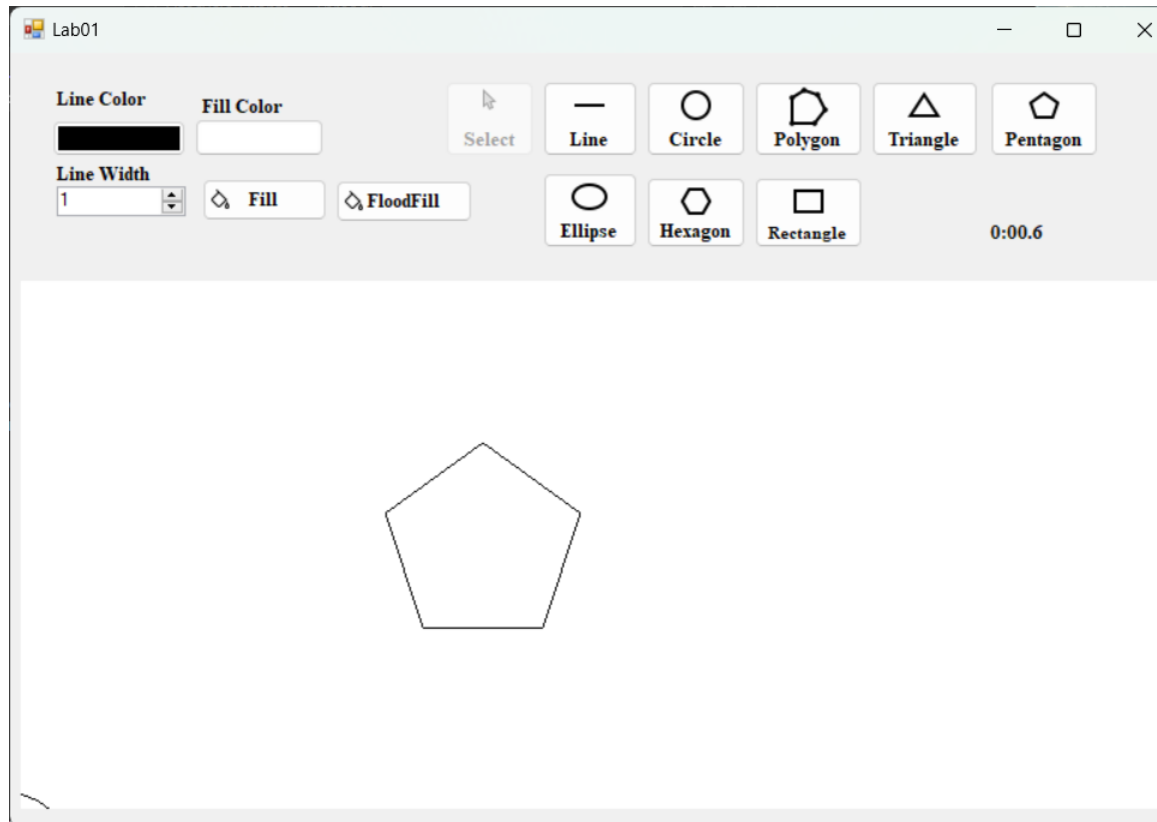 Lab01
Line Color
Fill Color
Select
Line
Circle
Polygon
Triangle
Pentagon
Line Width
1
Fill
FloodFill
Ellipse
Hexagon
Rectangle
0:00.6